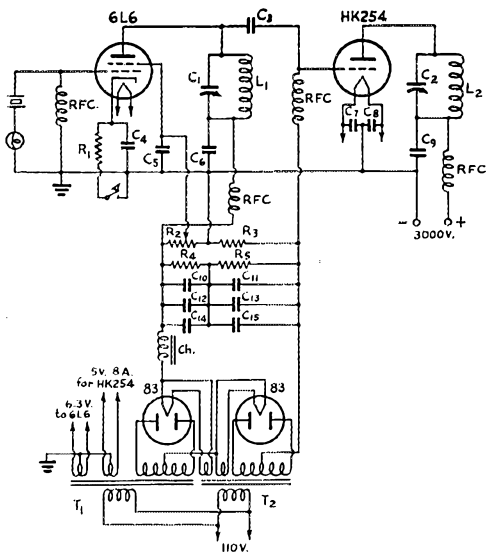 6L6
C3
HK254
C1
L1
RFC
C2
L2
RFC.
R1
C4
C5
C6
C7
C8
C9
RFC
RFC
- +
3000V.
R2
R3
R4
R5
C10
C11
C12
C13
C14
C15
Ch.
5V. 8A.
for HK254
83
83
6.3V.
to 6L6
T1
T2
110V.